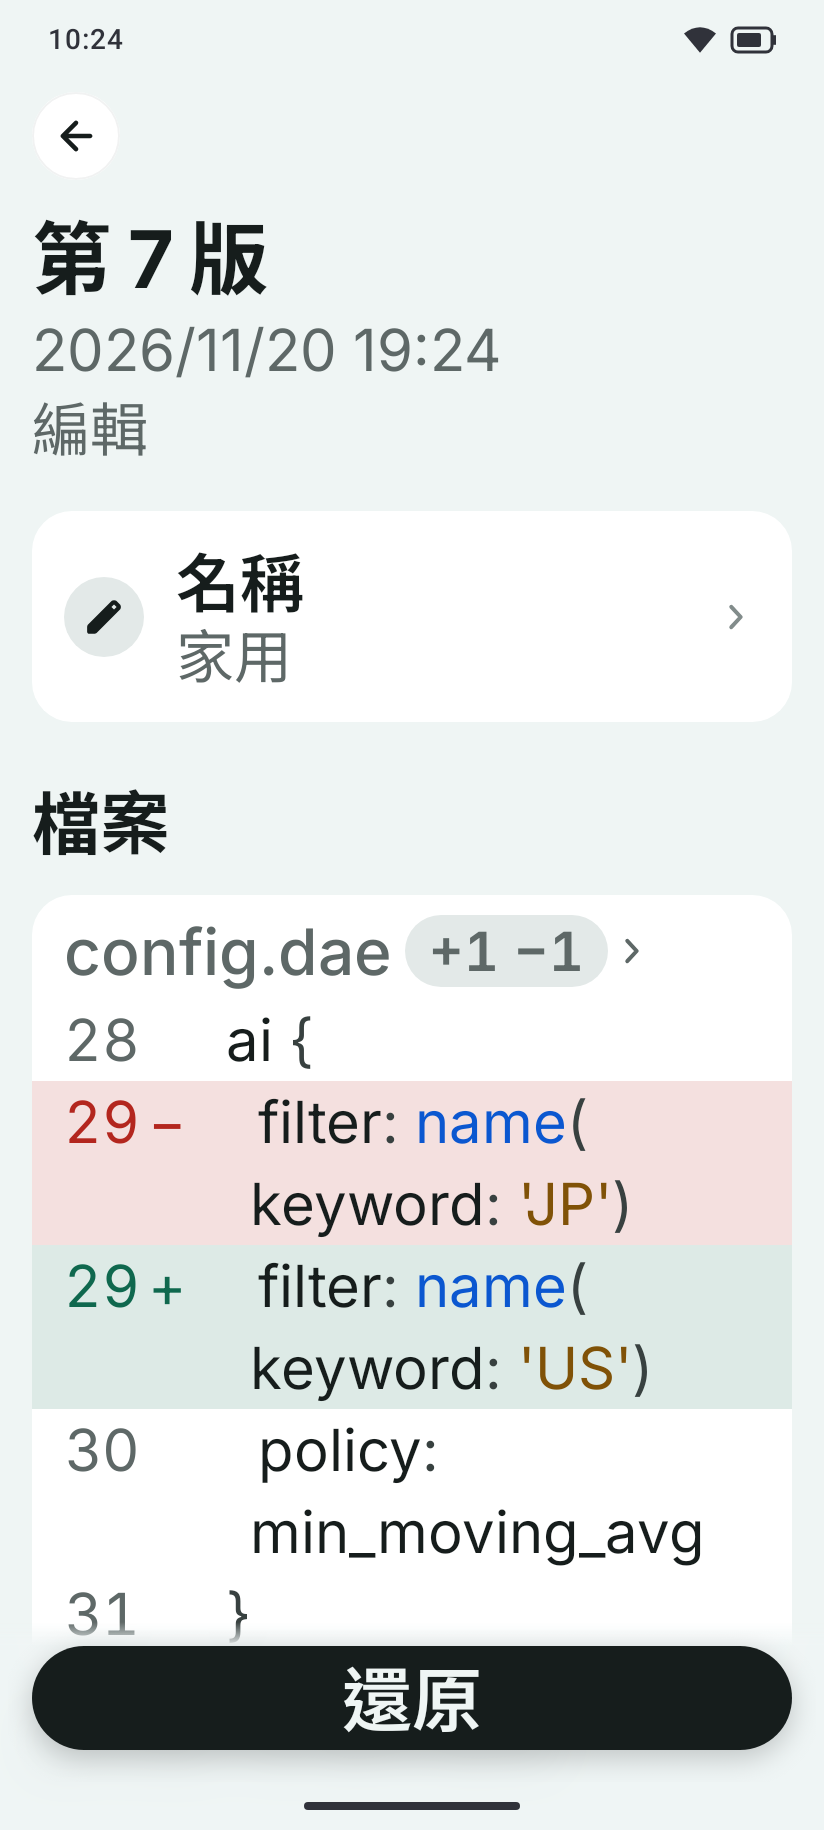 10:24
第 7 版
2026/11/20 19:24
編輯
名稱
家用
檔案
config.dae +1 −1
28 ai {
29 − filter: name(
keyword: 'JP')
29 + filter: name(
keyword: 'US')
30 policy:
min_moving_avg
31 }
還原